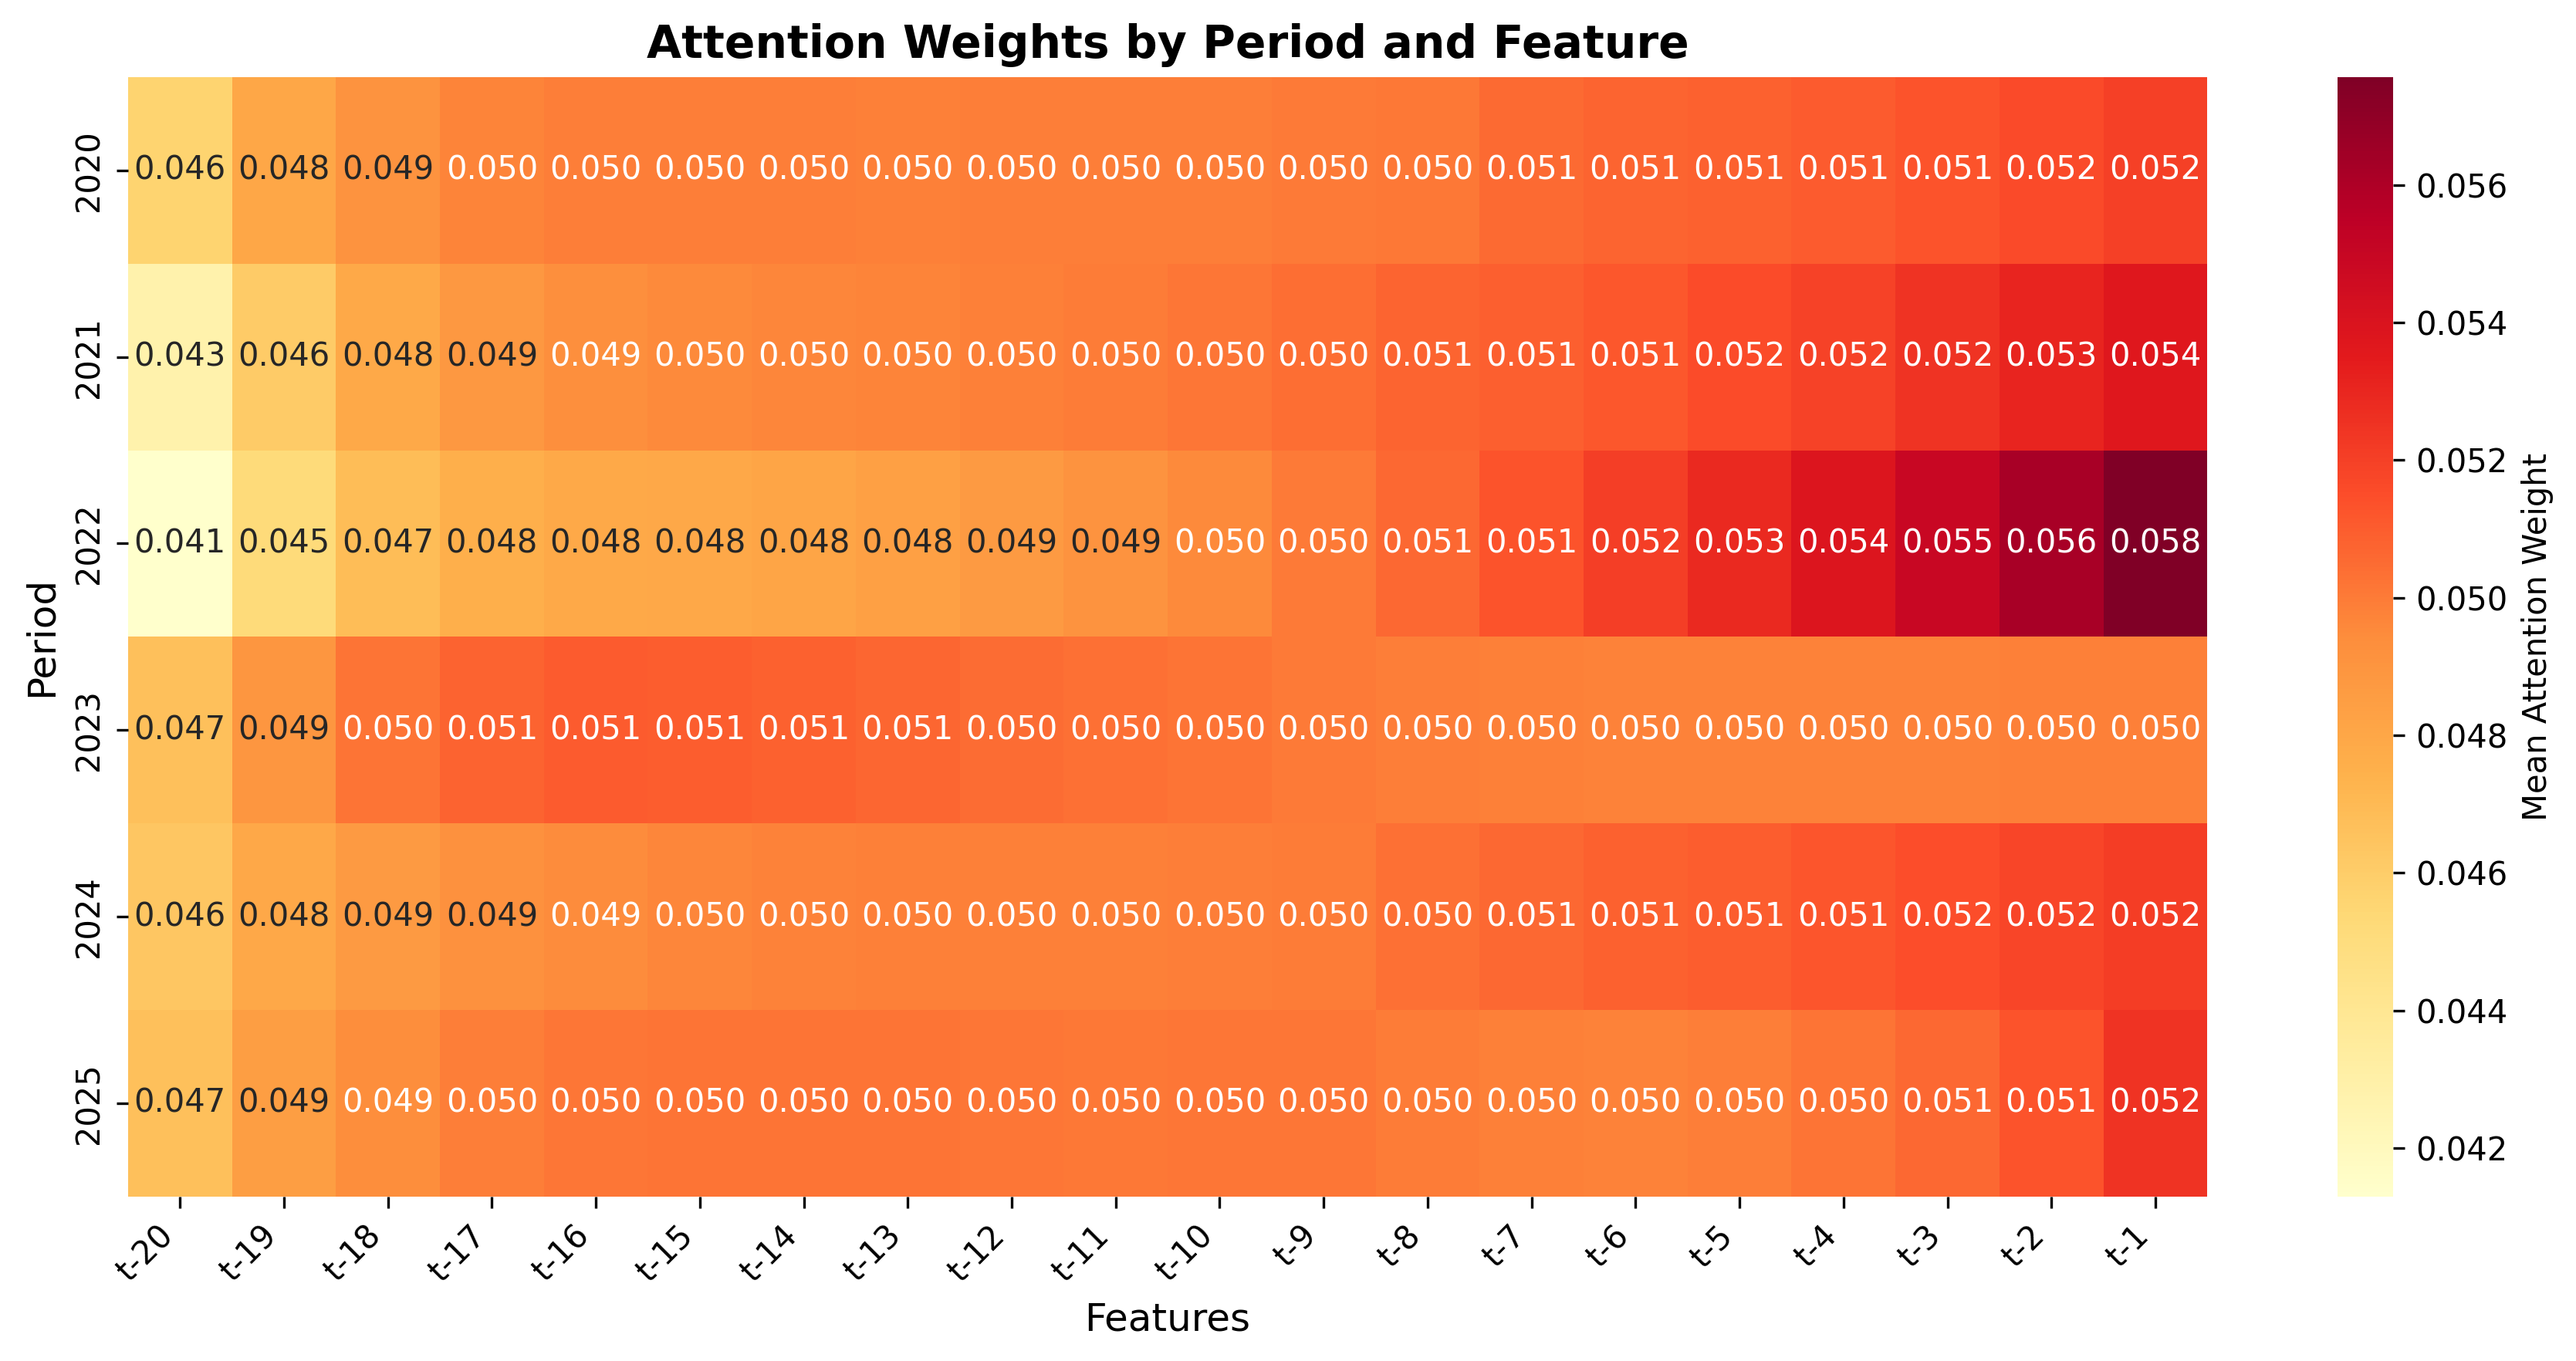 Attention Weights by Period and Feature
2020 0.046 0.048 0.049 0.050 0.050 0.050 0.050 0.050 0.050 0.050 0.050 0.050 0.050 0.051 0.051 0.051 0.051 0.051 0.052 0.052
2021 0.043 0.046 0.048 0.049 0.049 0.050 0.050 0.050 0.050 0.050 0.050 0.050 0.051 0.051 0.051 0.052 0.052 0.052 0.053 0.054
2022 0.041 0.045 0.047 0.048 0.048 0.048 0.048 0.048 0.049 0.049 0.050 0.050 0.051 0.051 0.052 0.053 0.054 0.055 0.056 0.058
2023 0.047 0.049 0.050 0.051 0.051 0.051 0.051 0.051 0.050 0.050 0.050 0.050 0.050 0.050 0.050 0.050 0.050 0.050 0.050 0.050
2024 0.046 0.048 0.049 0.049 0.049 0.050 0.050 0.050 0.050 0.050 0.050 0.050 0.050 0.051 0.051 0.051 0.051 0.052 0.052 0.052
2025 0.047 0.049 0.049 0.050 0.050 0.050 0.050 0.050 0.050 0.050 0.050 0.050 0.050 0.050 0.050 0.050 0.050 0.051 0.051 0.052
Period
t-20 t-19 t-18 t-17 t-16 t-15 t-14 t-13 t-12 t-11 t-10 t-9 t-8 t-7 t-6 t-5 t-4 t-3 t-2 t-1
Features
0.056
0.054
0.052
0.050
0.048
0.046
0.044
0.042
Mean Attention Weight